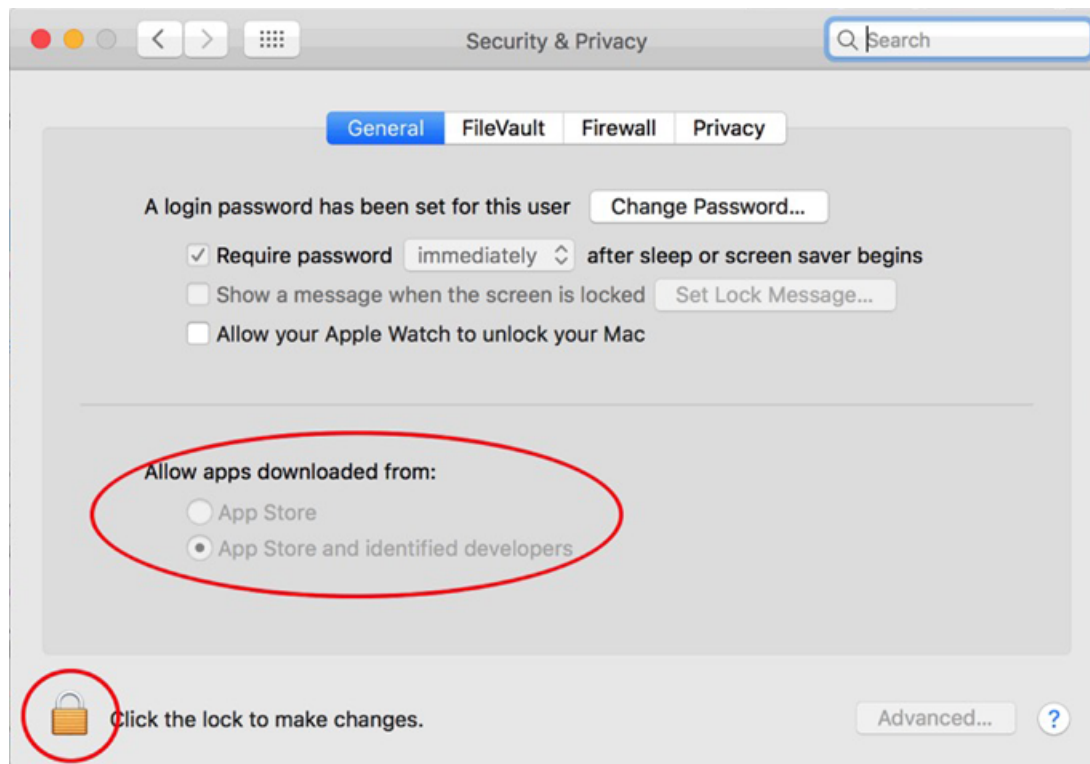 Security & Privacy
Search
General FileVault Firewall Privacy
A login password has been set for this user Change Password...
Require password immediately after sleep or screen saver begins
Show a message when the screen is locked Set Lock Message...
Allow your Apple Watch to unlock your Mac
Allow apps downloaded from:
App Store
App Store and identified developers
Click the lock to make changes.
Advanced... ?